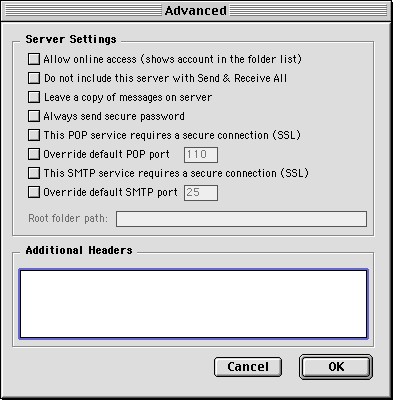 Advanced
Server Settings
Allow online access (shows account in the folder list)
Do not include this server with Send & Receive All
Leave a copy of messages on server
Always send secure password
This POP service requires a secure connection (SSL)
Override default POP port 110
This SMTP service requires a secure connection (SSL)
Override default SMTP port 25
Root folder path:
Additional Headers
Cancel OK